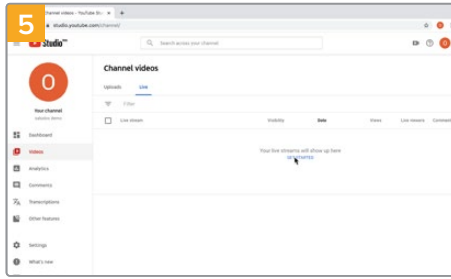 5
Channel videos - YouTube St
studio.youtube.com/channel/
Studio
Search across your channel
O
O
Your channel
Dashboard
Videos
Analytics
Comments
Transcriptions
Other features
Settings
What's new
Channel videos
Uploads Live
Filter
Live stream Visibility Date Views Live viewers Comment
Your live streams will show up here
GET STARTED